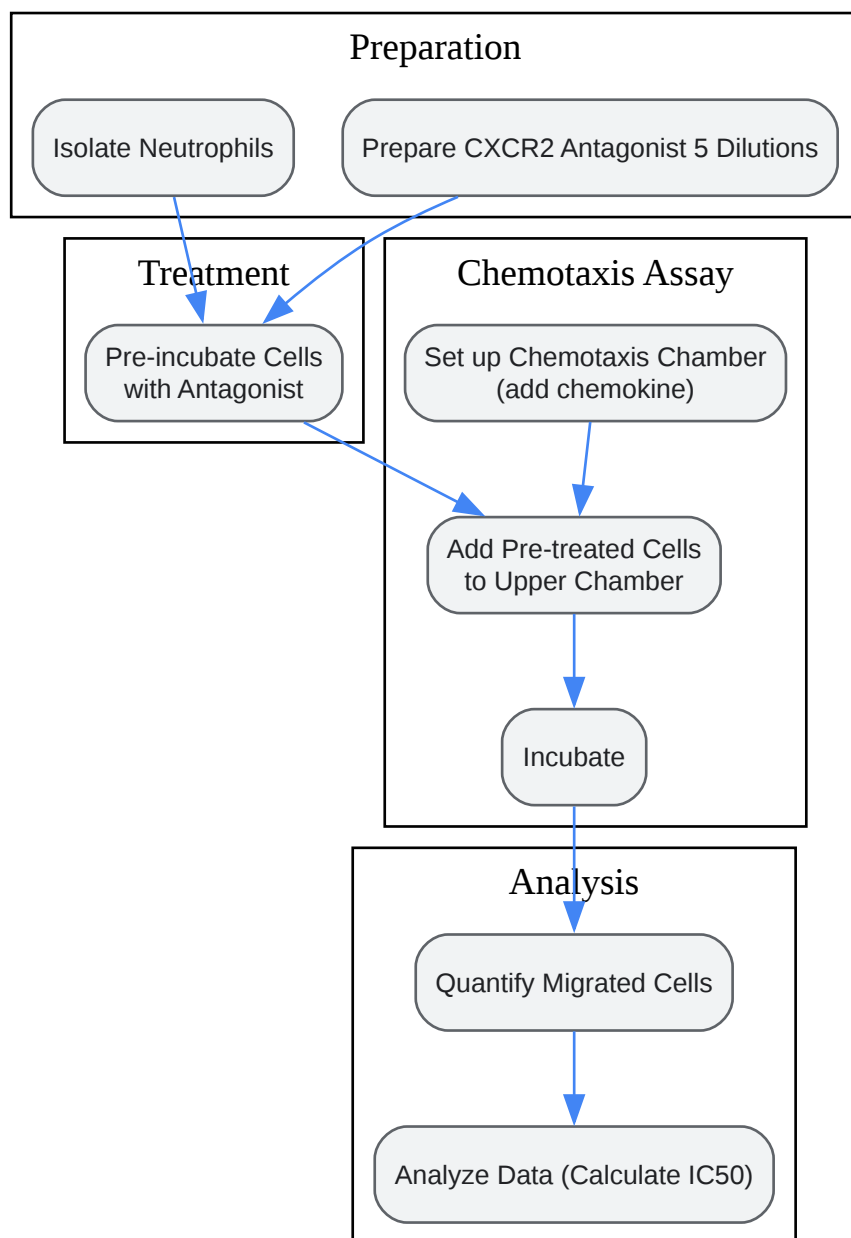 Preparation
Isolate Neutrophils
Prepare CXCR2 Antagonist 5 Dilutions
Treatment
Pre-incubate Cells
with Antagonist
Chemotaxis Assay
Set up Chemotaxis Chamber
(add chemokine)
Add Pre-treated Cells
to Upper Chamber
Incubate
Analysis
Quantify Migrated Cells
Analyze Data (Calculate IC50)